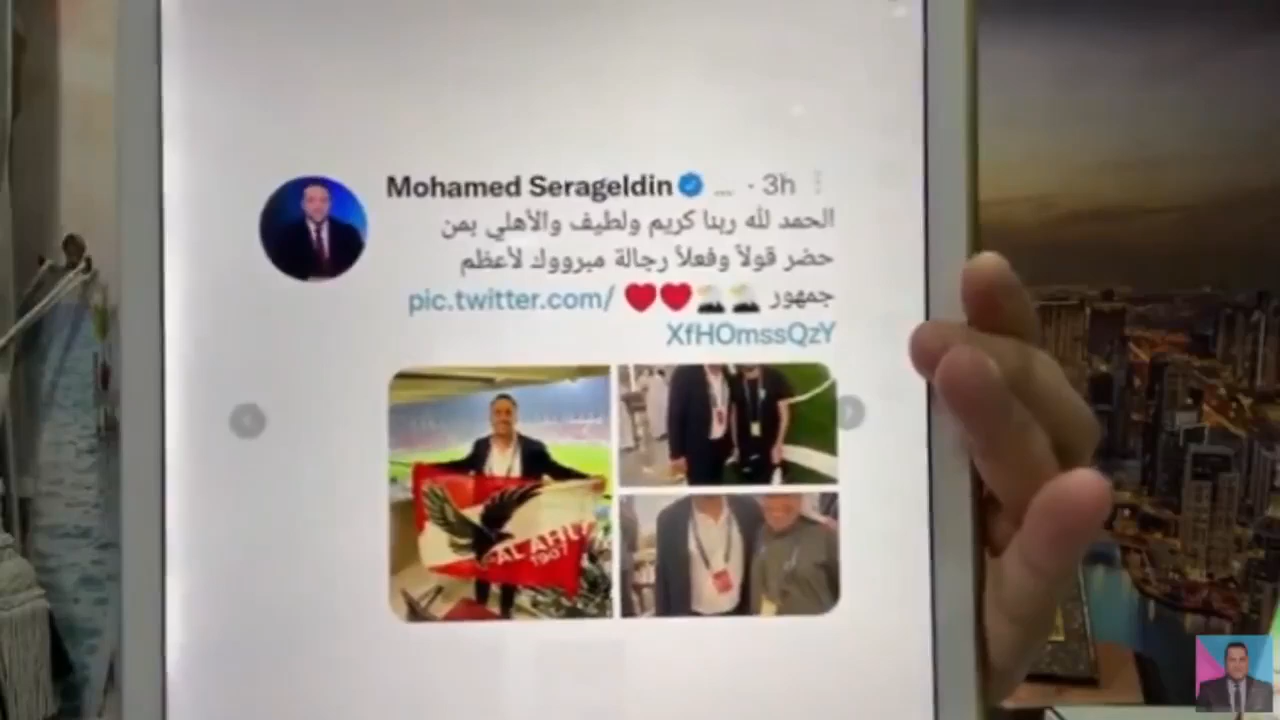 Mohamed Serageldin ... · 3h
الحمد لله ربنا كريم ولطيف والأهلي بمن
حضر قولاً وفعلاً رجالة مبرووك لأعظم
جمهور pic.twitter.com/
XfHOmssQzY
AL AHLY
1907